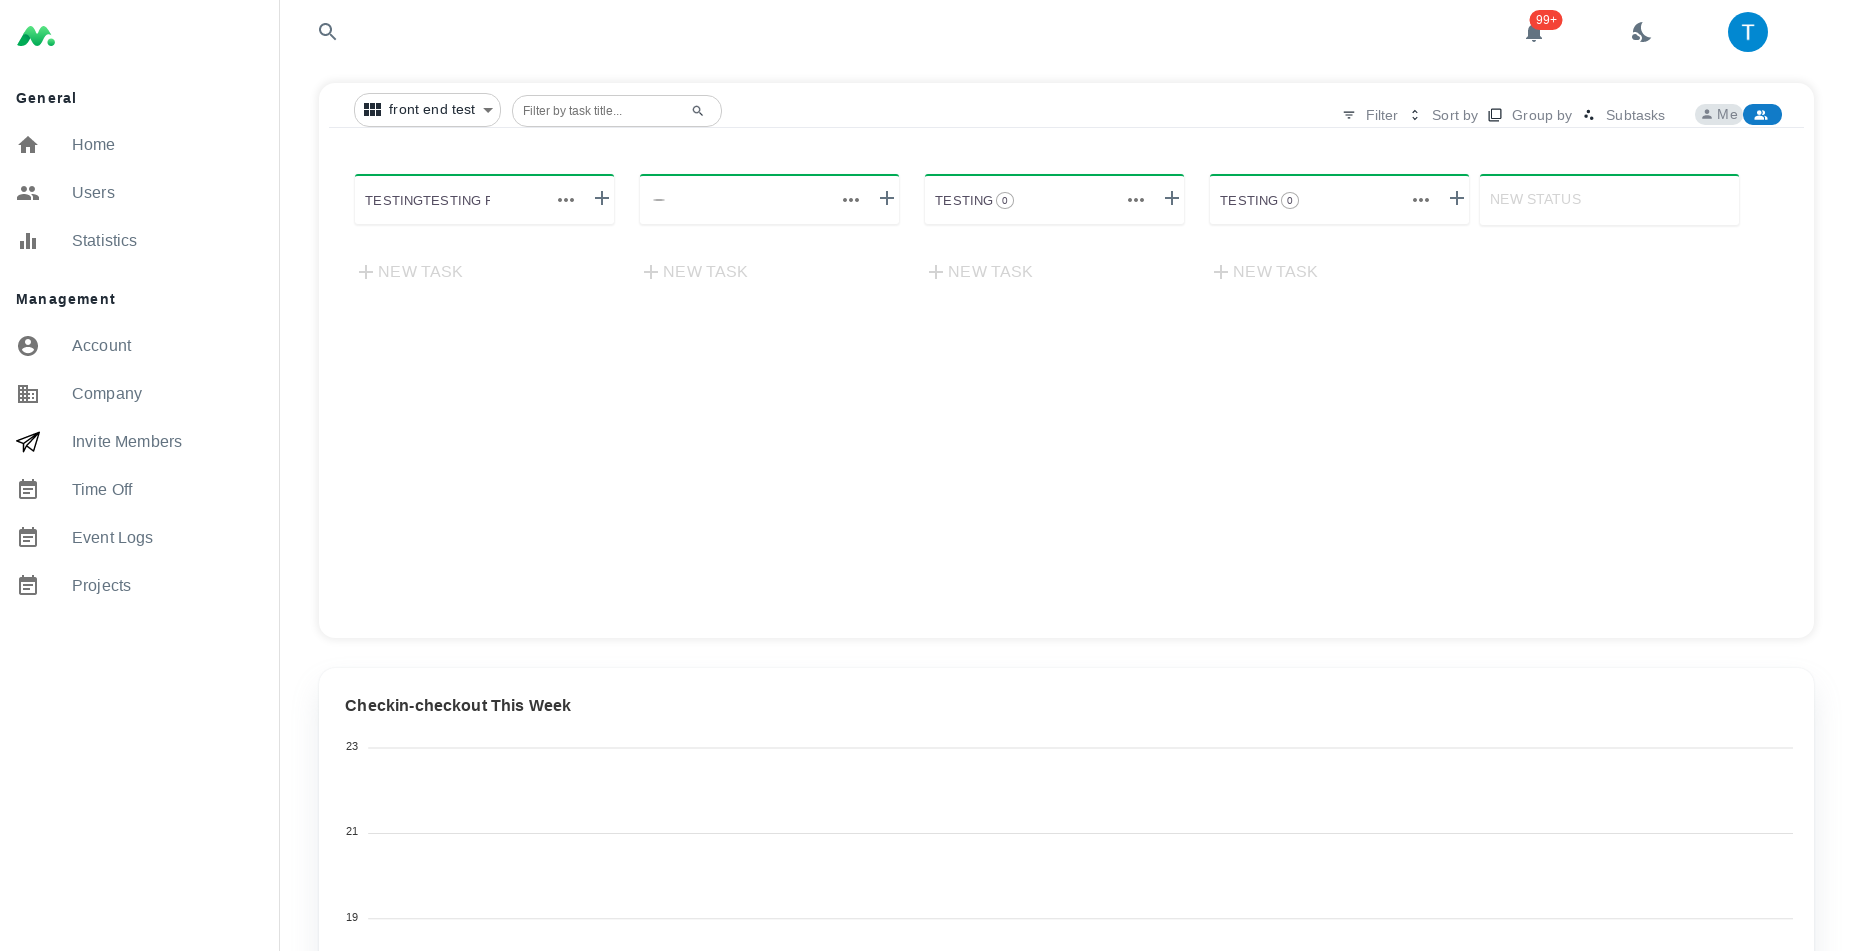 99+
T
General
Home
Users
Statistics
Management
Account
Company
Invite Members
Time Off
Event Logs
Projects
front end test
Filter by task title...
Filter
Sort by
Group by
Subtasks
Me
TESTINGTESTING F
TESTING 0
TESTING 0
NEW STATUS
NEW TASK
NEW TASK
NEW TASK
NEW TASK
Checkin-checkout This Week
23
21
19